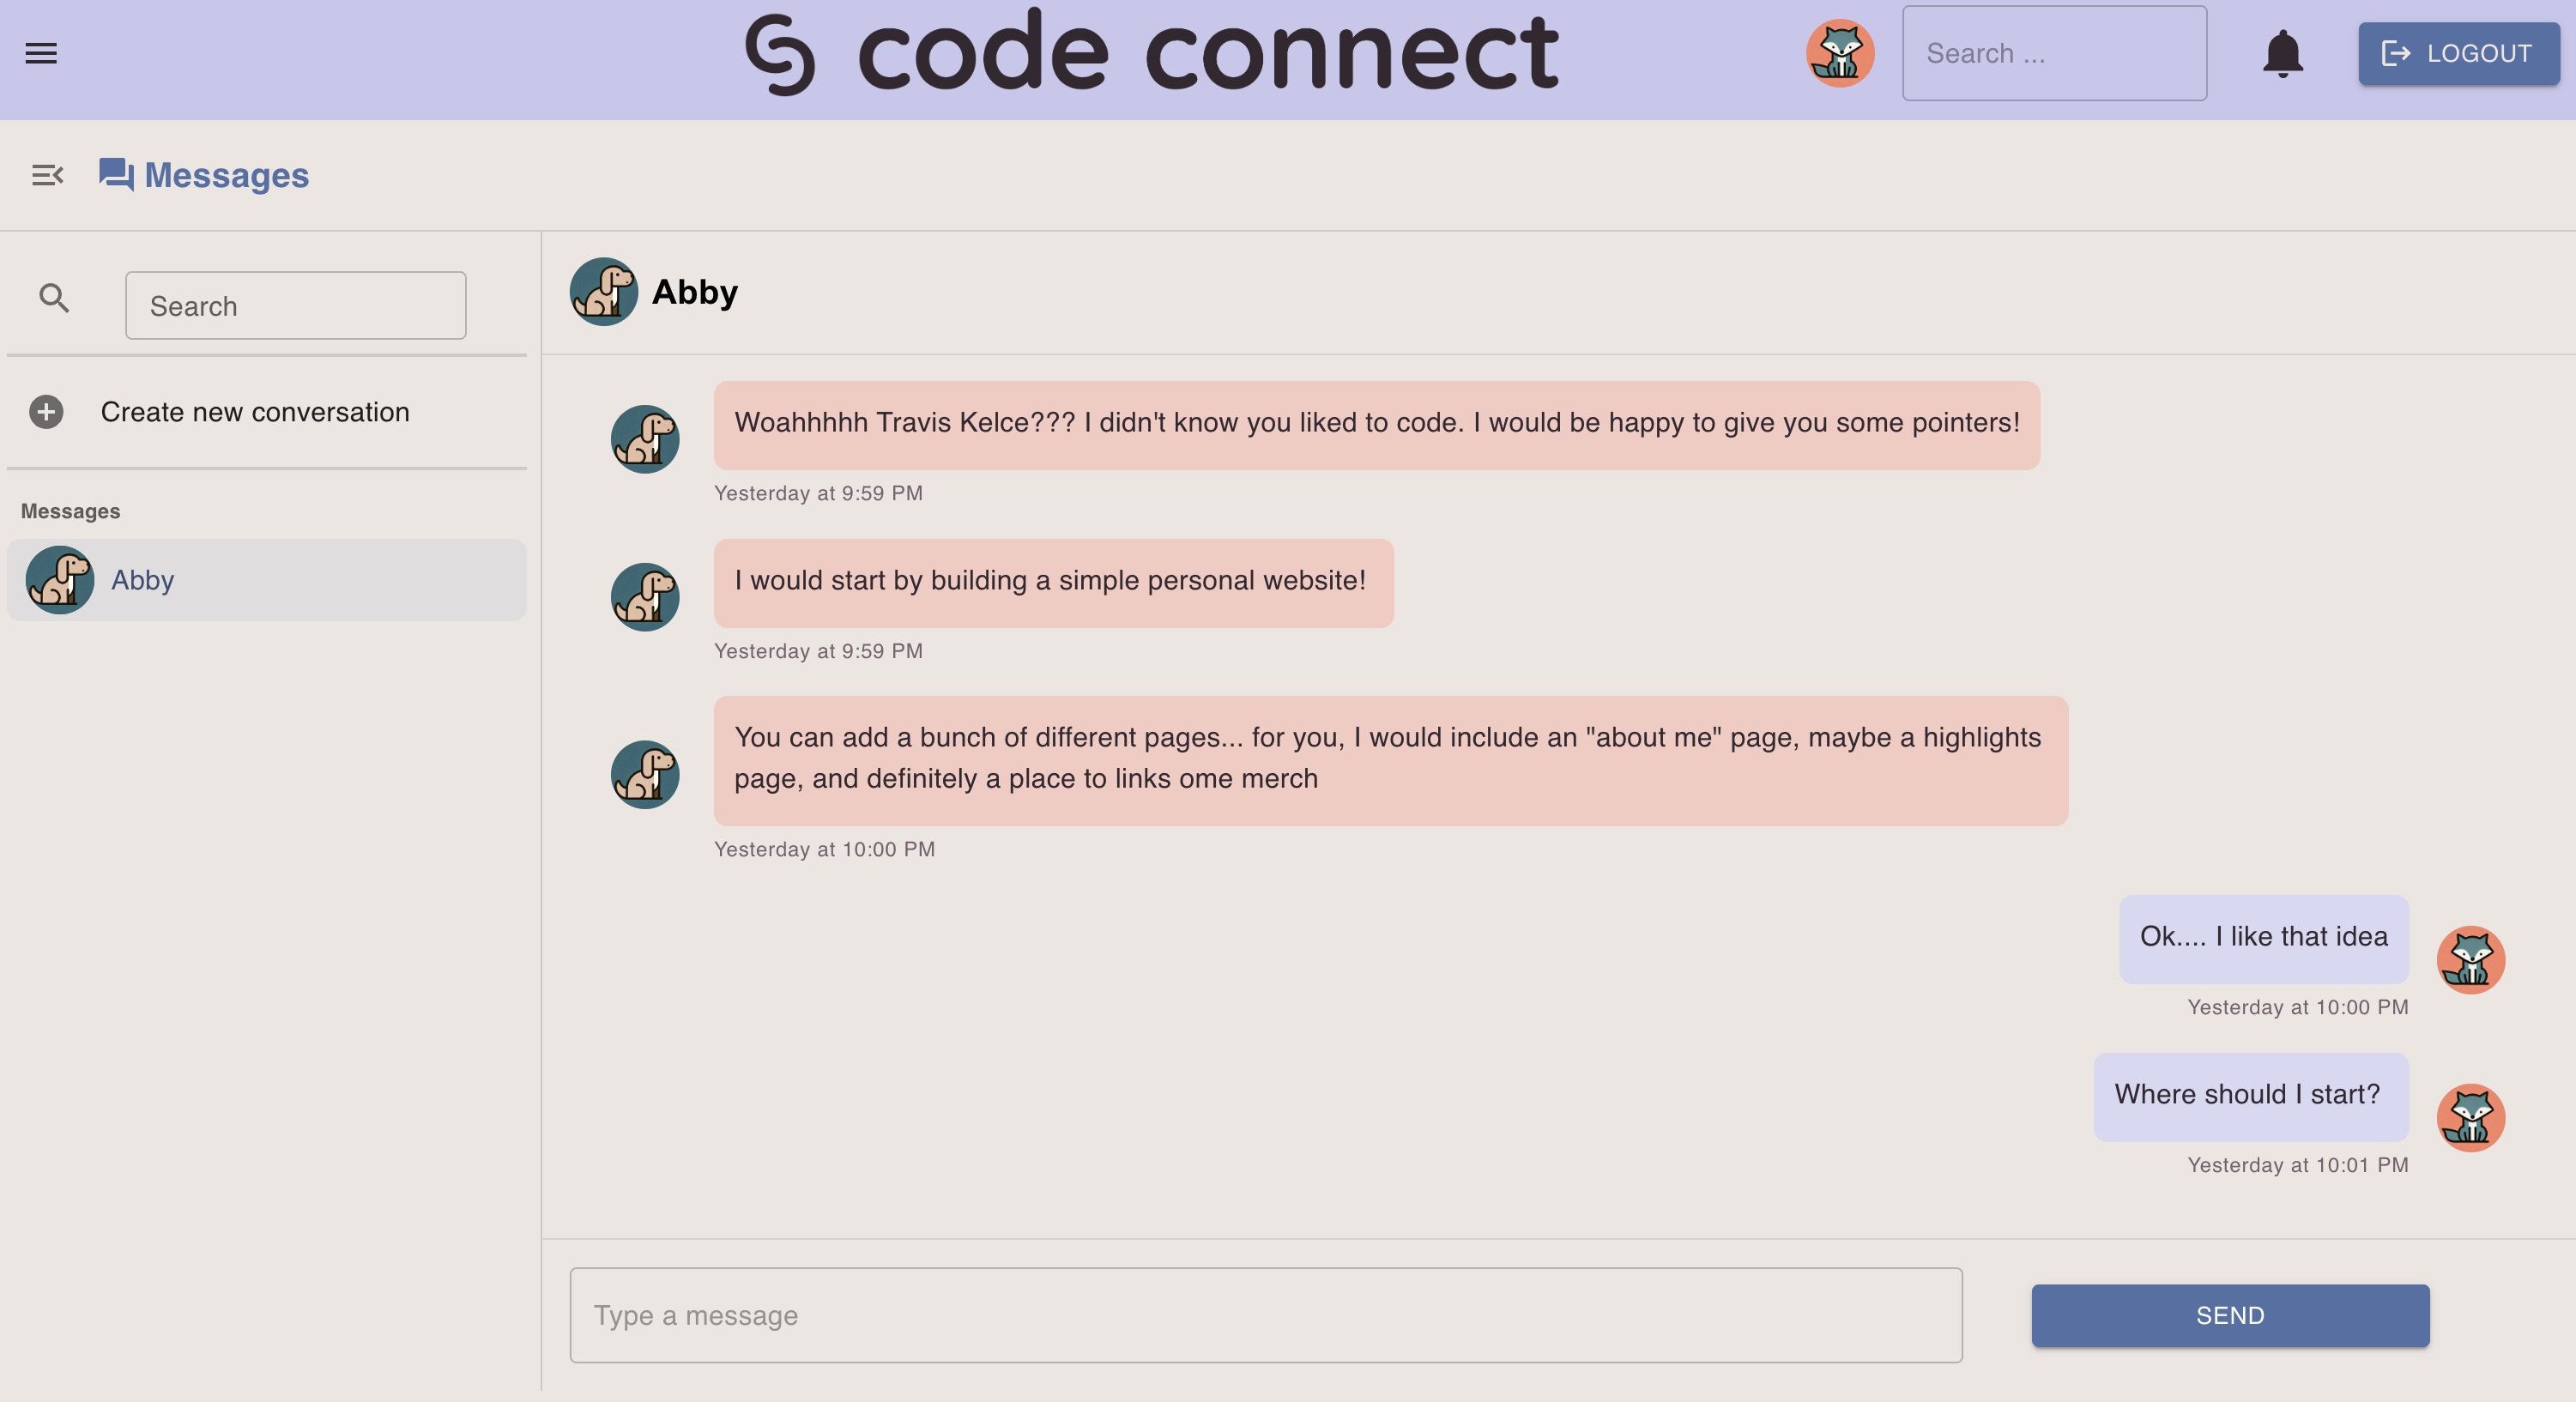 code connect
Search ...
LOGOUT
Messages
Search
Create new conversation
Messages
Abby
Abby
Woahhhhh Travis Kelce??? I didn't know you liked to code. I would be happy to give you some pointers!
Yesterday at 9:59 PM
I would start by building a simple personal website!
Yesterday at 9:59 PM
You can add a bunch of different pages... for you, I would include an "about me" page, maybe a highlights
page, and definitely a place to links ome merch
Yesterday at 10:00 PM
Ok.... I like that idea
Yesterday at 10:00 PM
Where should I start?
Yesterday at 10:01 PM
Type a message
SEND